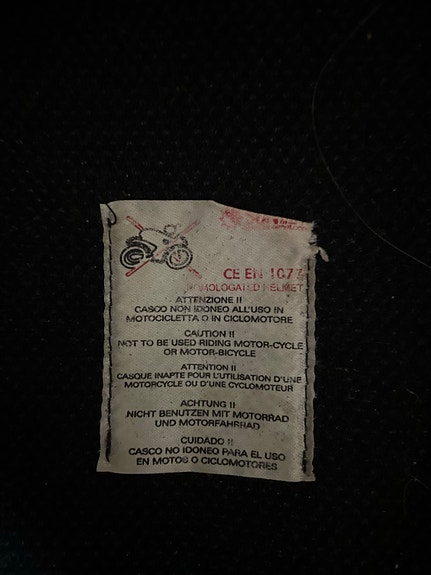 CE EN 1077
HOMOLOGATED HELMET
ATTENZIONE !!
CASCO NON IDONEO ALL'USO IN
MOTOCICLETTA O IN CICLOMOTORE
CAUTION !!
NOT TO BE USED RIDING MOTOR-CYCLE
OR MOTOR-BICYCLE
ATTENTION !!
CASQUE INAPTE POUR L'UTILISATION D'UNE
MOTORCYCLE OU D'UNE CYCLOMOTEUR
ACHTUNG !!
NICHT BENUTZEN MIT MOTORRAD
UND MOTORFAHRRAD
CUIDADO !!
CASCO NO IDONEO PARA EL USO
EN MOTOS O CICLOMOTORES